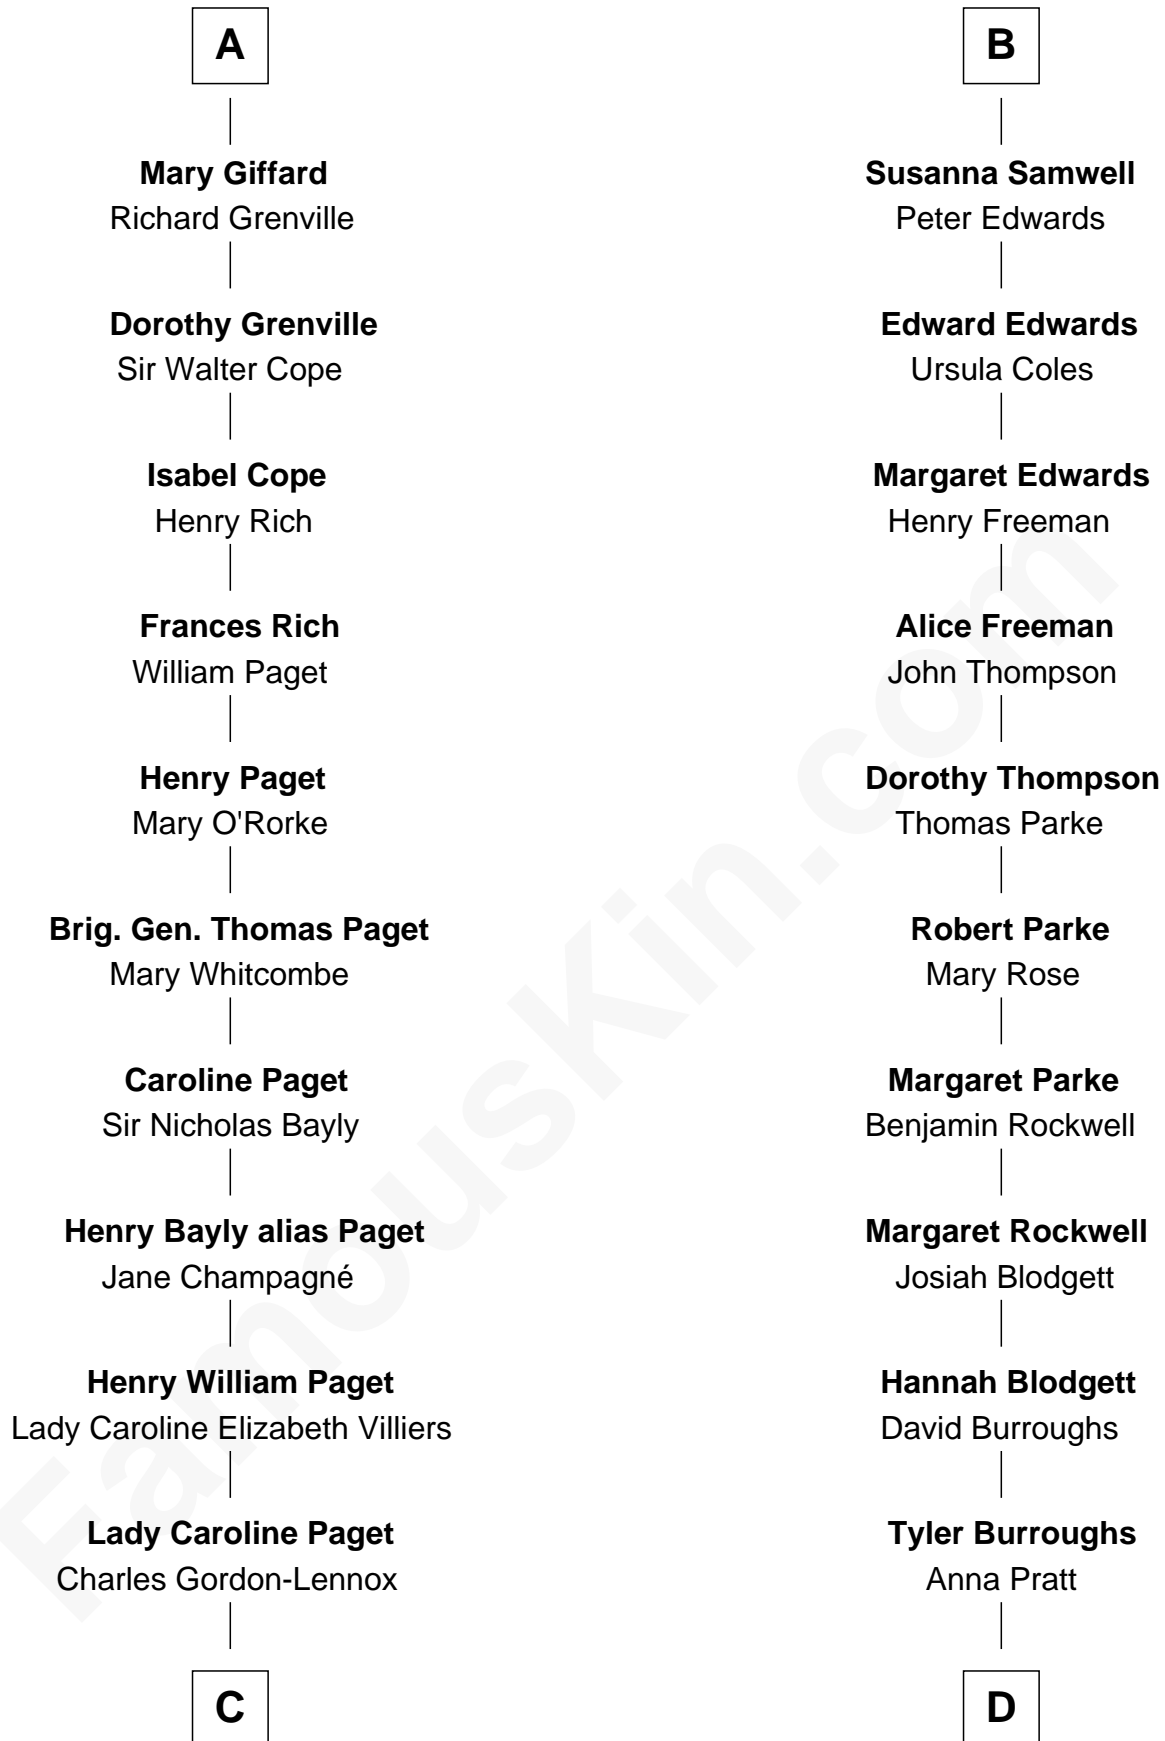 A
Mary Giffard
Richard Grenville
Dorothy Grenville
Sir Walter Cope
Isabel Cope
Henry Rich
Frances Rich
William Paget
Henry Paget
Mary O'Rorke
Brig. Gen. Thomas Paget
Mary Whitcombe
Caroline Paget
Sir Nicholas Bayly
Henry Bayly alias Paget
Jane Champagné
Henry William Paget
Lady Caroline Elizabeth Villiers
Lady Caroline Paget
Charles Gordon-Lennox
C
B
Susanna Samwell
Peter Edwards
Edward Edwards
Ursula Coles
Margaret Edwards
Henry Freeman
Alice Freeman
John Thompson
Dorothy Thompson
Thomas Parke
Robert Parke
Mary Rose
Margaret Parke
Benjamin Rockwell
Margaret Rockwell
Josiah Blodgett
Hannah Blodgett
David Burroughs
Tyler Burroughs
Anna Pratt
D
FamousKin.com